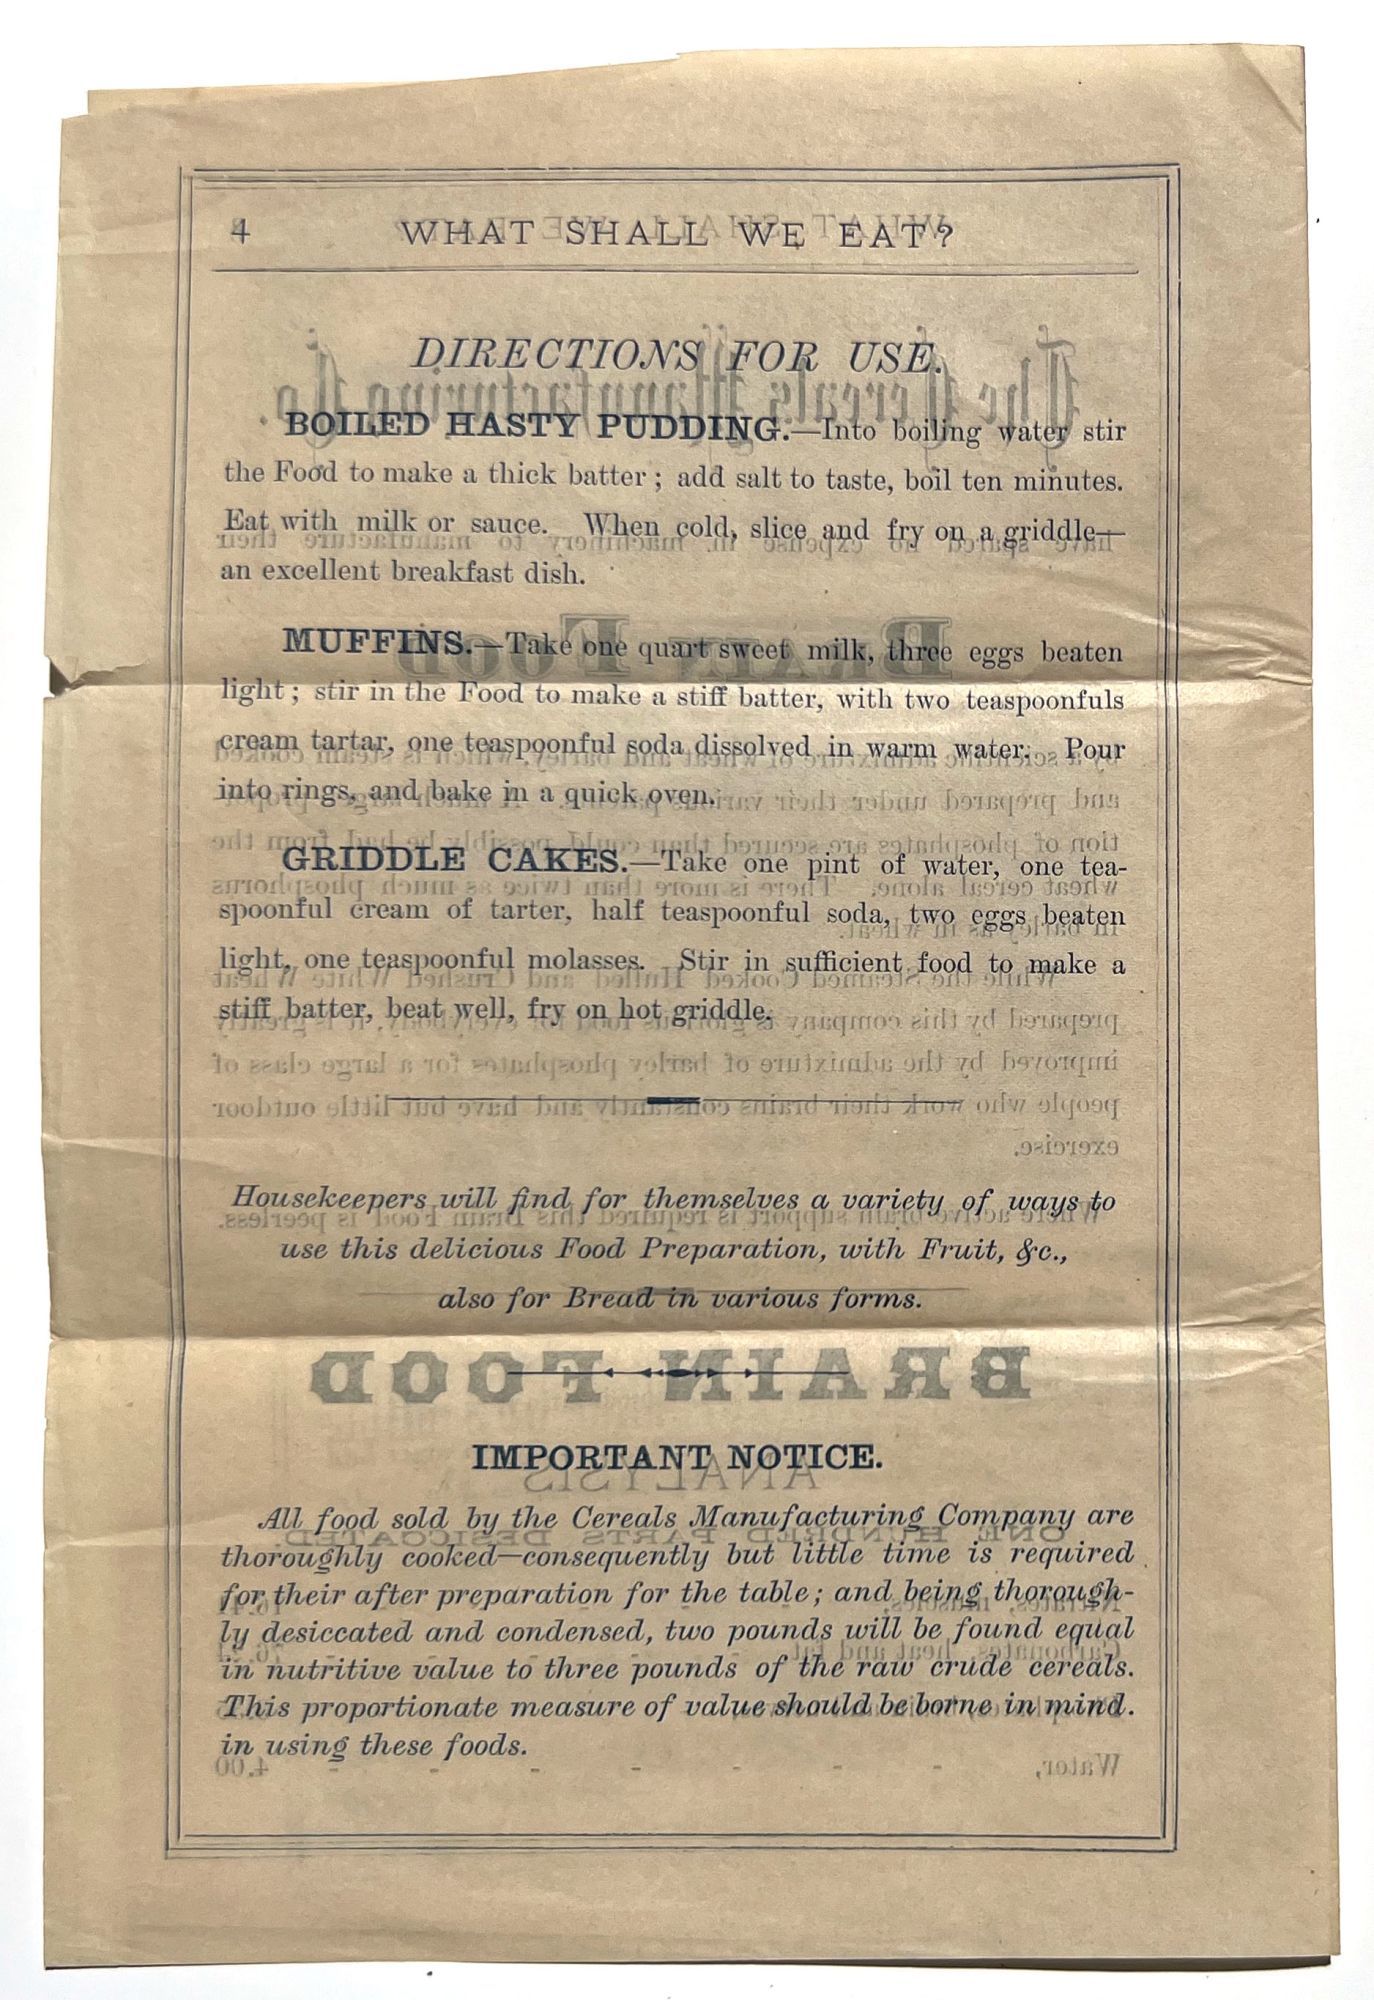 4 WHAT SHALL WE EAT?
DIRECTIONS FOR USE.
BOILED HASTY PUDDING.—Into boiling water stir
the Food to make a thick batter ; add salt to taste, boil ten minutes.
Eat with milk or sauce. When cold, slice and fry on a griddle—
an excellent breakfast dish.
MUFFINS.—Take one quart sweet milk, three eggs beaten
light ; stir in the Food to make a stiff batter, with two teaspoonfuls
cream tartar, one teaspoonful soda dissolved in warm water. Pour
into rings, and bake in a quick oven.
GRIDDLE CAKES.—Take one pint of water, one tea-
spoonful cream of tarter, half teaspoonful soda, two eggs beaten
light, one teaspoonful molasses. Stir in sufficient food to make a
stiff batter, beat well, fry on hot griddle.
Housekeepers will find for themselves a variety of ways to
use this delicious Food Preparation, with Fruit, &c.,
also for Bread in various forms.
IMPORTANT NOTICE.
All food sold by the Cereals Manufacturing Company are
thoroughly cooked—consequently but little time is required
for their after preparation for the table ; and being thorough-
ly desiccated and condensed, two pounds will be found equal
in nutritive value to three pounds of the raw crude cereals.
This proportionate measure of value should be borne in mind.
in using these foods.